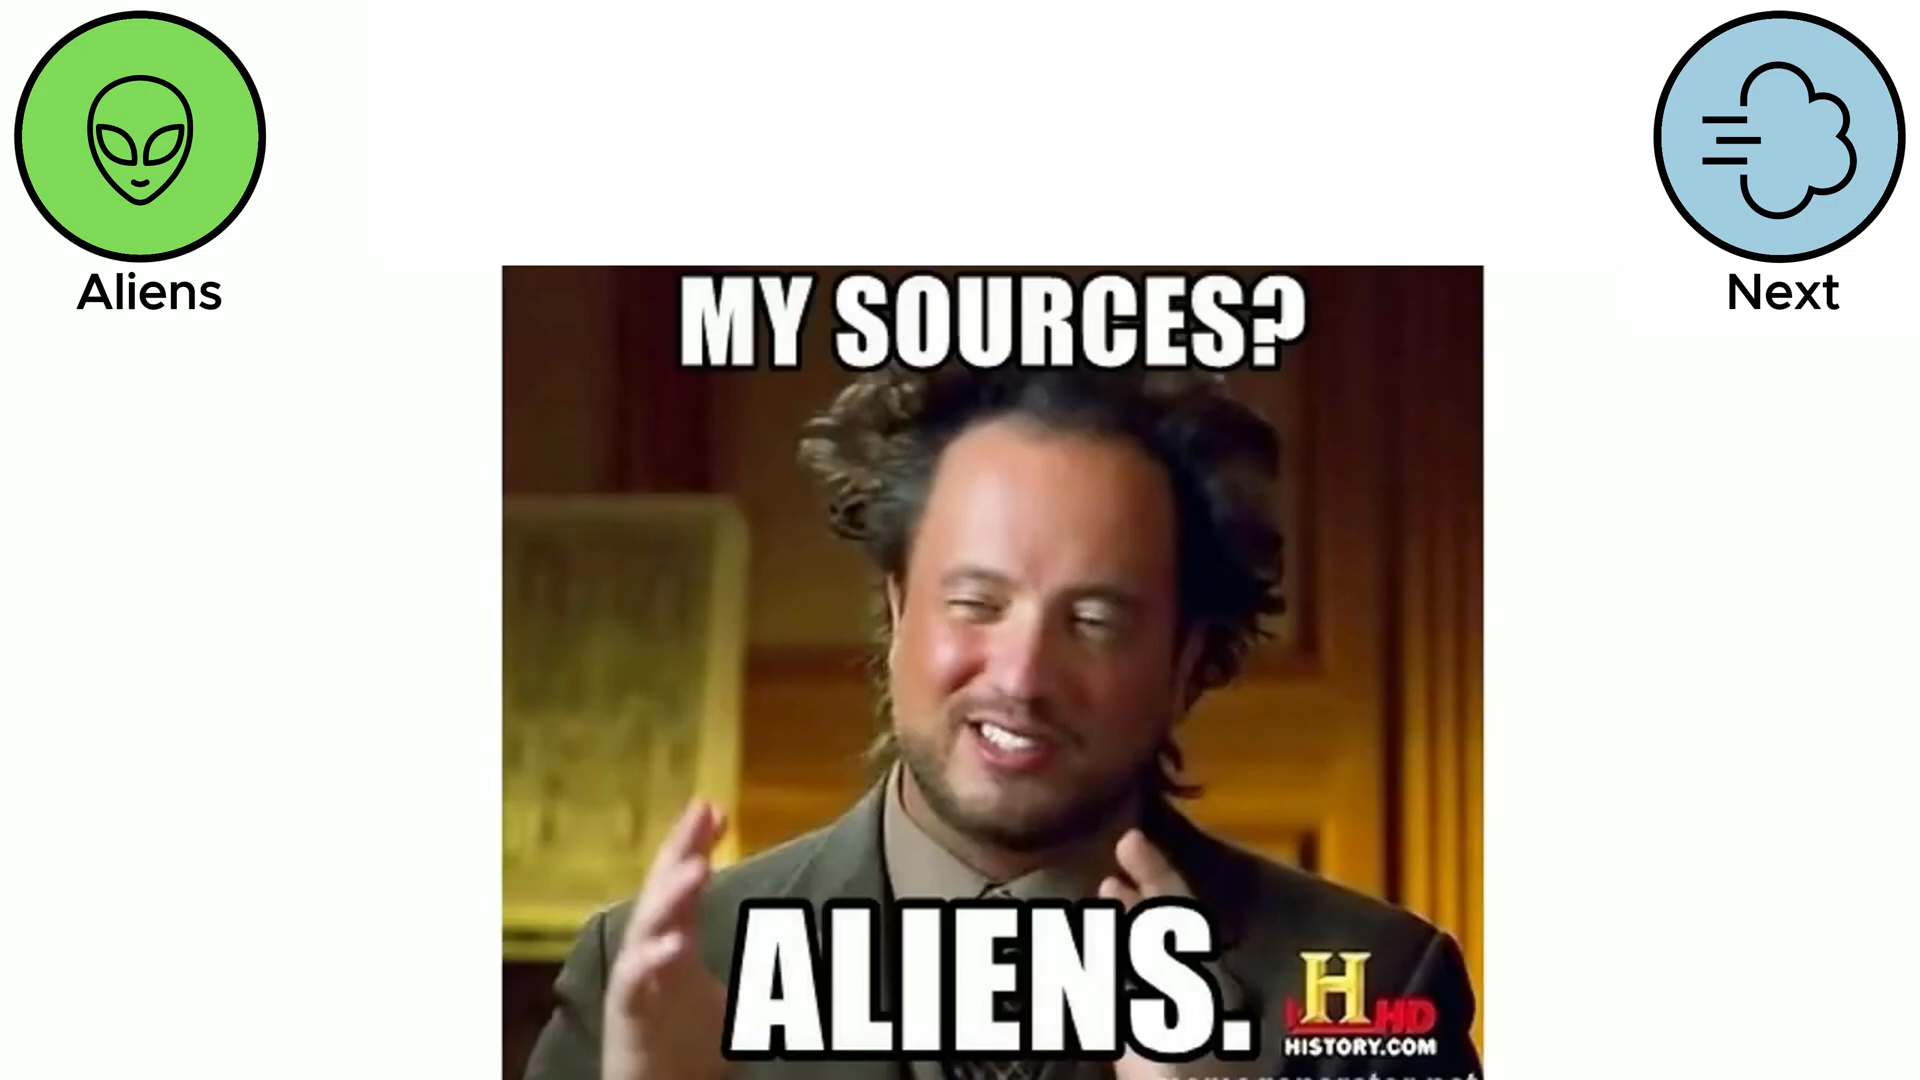 Aliens
Next
MY SOURCES?
ALIENS.
H
HD
HISTORY.COM